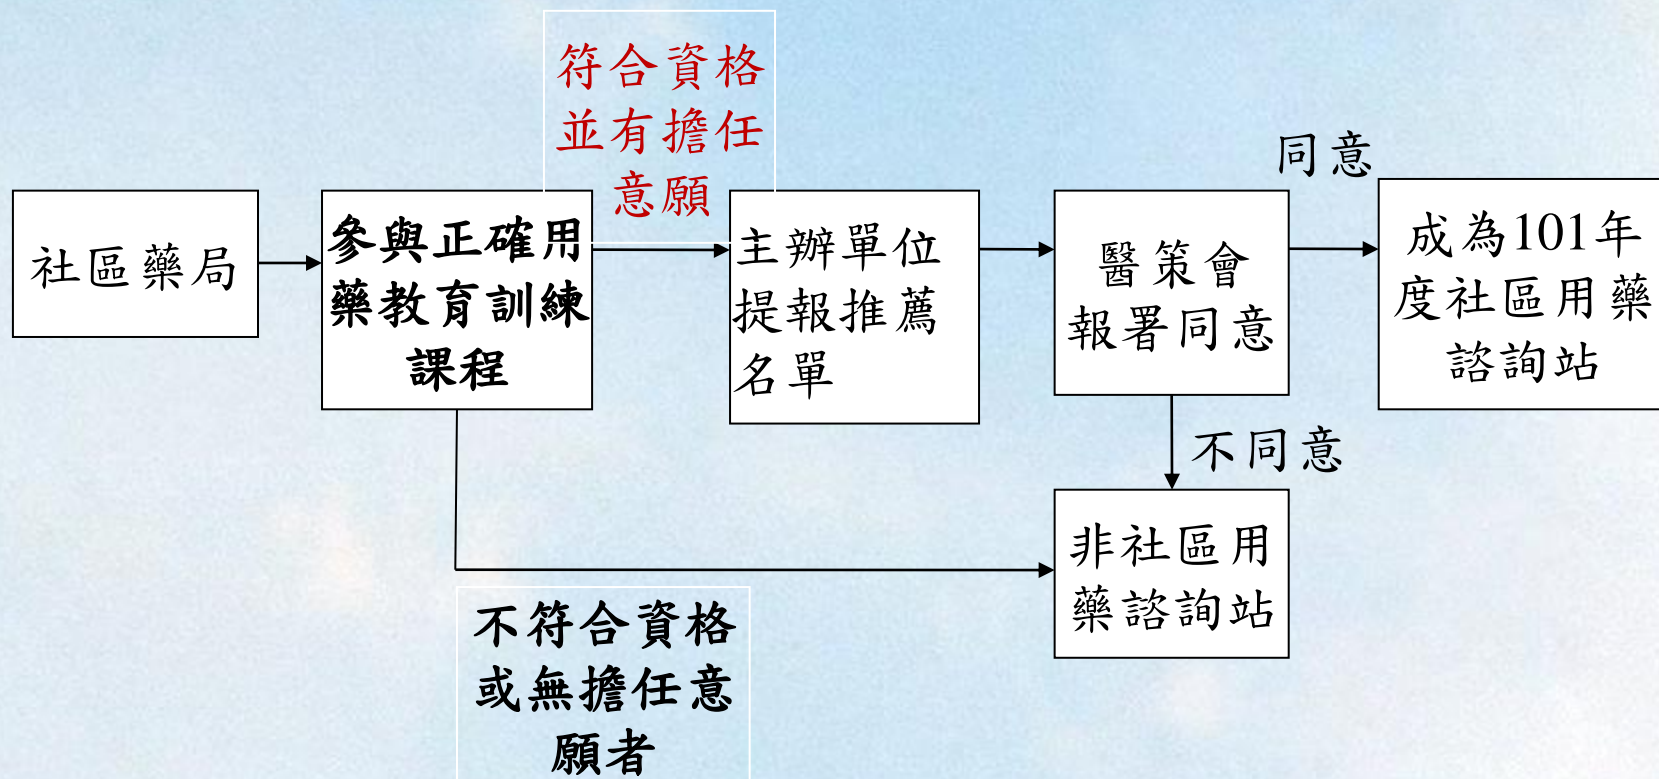 符合資格
並有擔任
意願
社區藥局
參與正確用
藥教育訓練
課程
主辦單位
提報推薦
名單
醫策會
報署同意
同意
成為101年
度社區用藥
諮詢站
不同意
非社區用
藥諮詢站
不符合資格
或無擔任意
願者